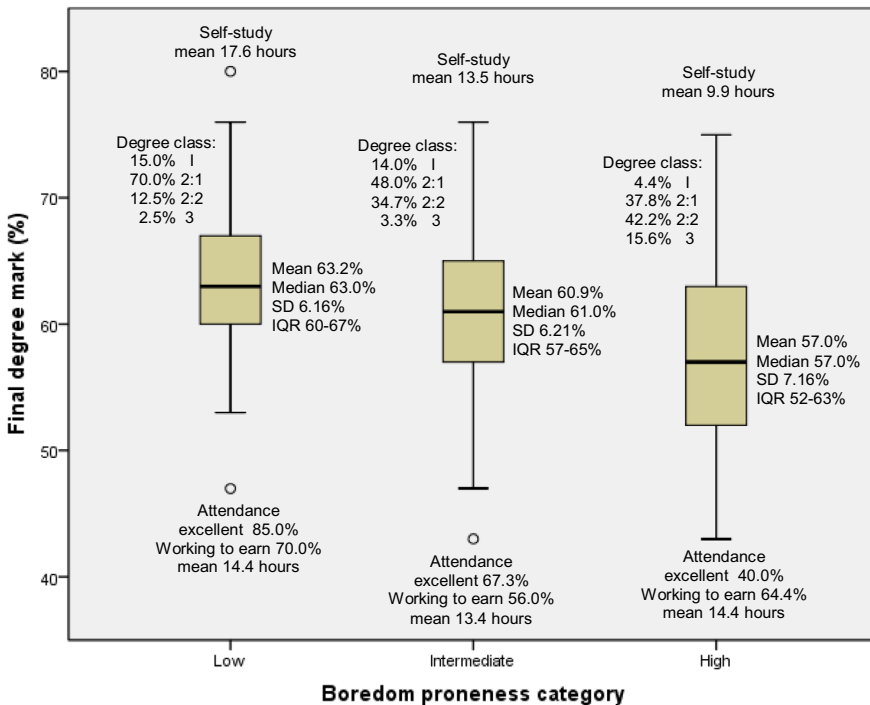 Self-study
mean 17.6 hours
Self-study
mean 13.5 hours
Self-study
mean 9.9 hours
80
70
60
50
40
Final degree mark (%)
Degree class:
15.0% I
70.0% 2:1
12.5% 2:2
2.5% 3
Mean 63.2%
Median 63.0%
SD 6.16%
IQR 60-67%
Attendance
excellent 85.0%
Working to earn 70.0%
mean 14.4 hours
Degree class:
14.0% I
48.0% 2:1
34.7% 2:2
3.3% 3
Mean 60.9%
Median 61.0%
SD 6.21%
IQR 57-65%
Attendance
excellent 67.3%
Working to earn 56.0%
mean 13.4 hours
Degree class:
4.4% I
37.8% 2:1
42.2% 2:2
15.6% 3
Mean 57.0%
Median 57.0%
SD 7.16%
IQR 52-63%
Attendance
excellent 40.0%
Working to earn 64.4%
mean 14.4 hours
Low
Intermediate
High
Boredom proneness category